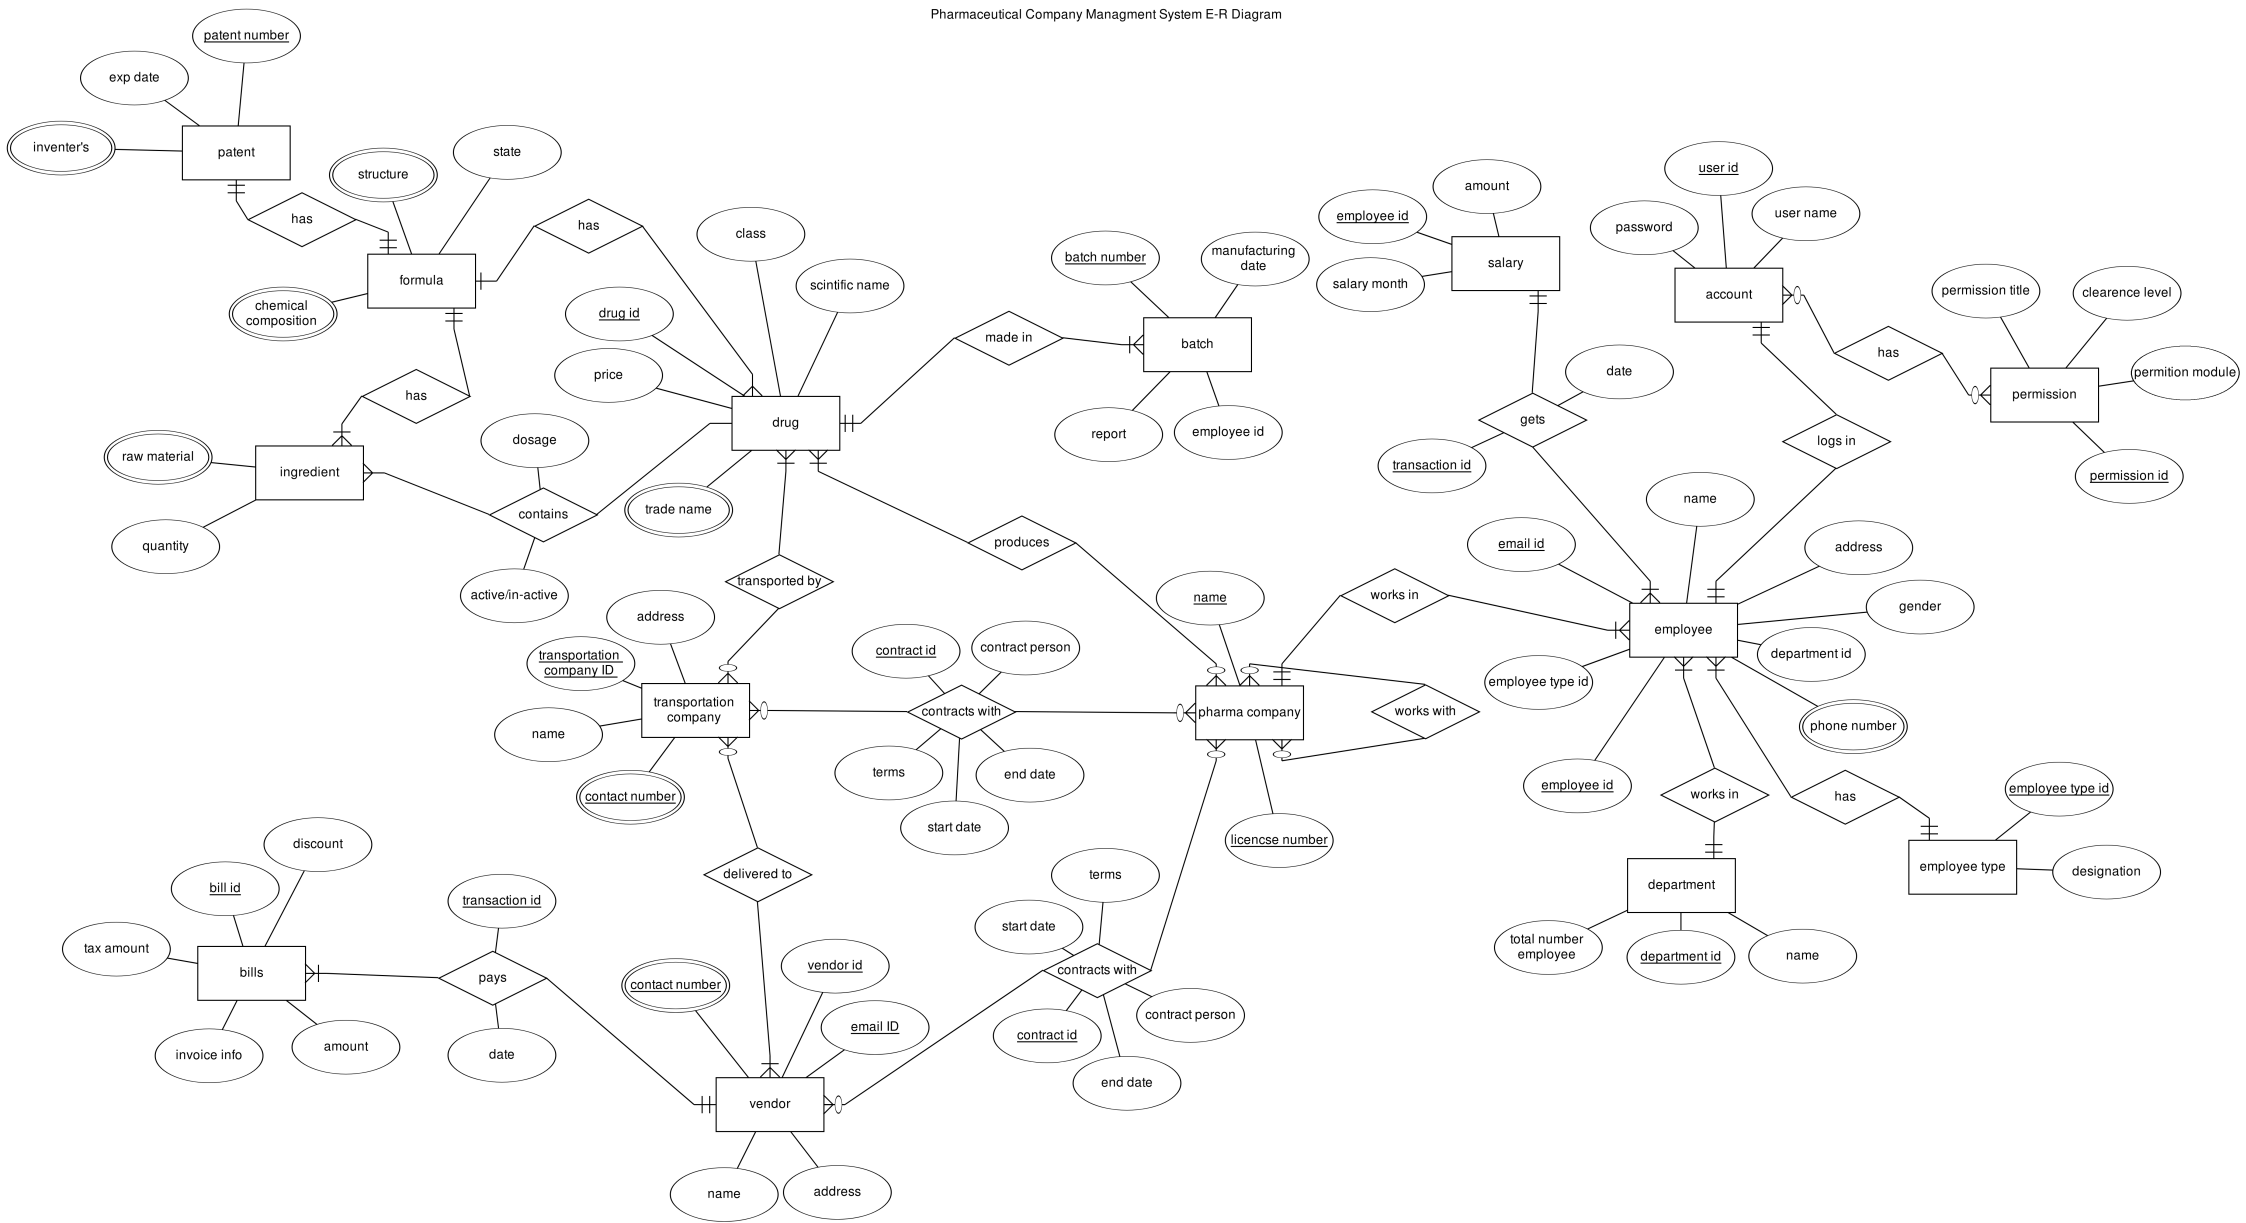 Pharmaceutical Company Managment System E-R Diagram
patent number
exp date
inventer's
patent
has
structure
state
formula
chemical
composition
has
class
scintific name
drug id
price
drug
trade name
has
raw material
ingredient
quantity
dosage
contains
active/in-active
made in
batch number
manufacturing
date
batch
report
employee id
employee id
amount
salary
salary month
gets
date
transaction id
user id
password
user name
account
has
permission title
clearence level
permition module
permission
permission id
logs in
name
email id
address
gender
employee
department id
employee type id
phone number
employee id
produces
transported by
address
transportation
company ID
transportation
company
name
contact number
contract id
contract person
contracts with
terms
end date
start date
name
pharma company
licencse number
works in
works with
works in
has
employee type id
employee type
designation
department
total number
employee
department id
name
delivered to
discount
bill id
tax amount
bills
invoice info
amount
transaction id
pays
date
contact number
vendor id
email ID
vendor
name
address
terms
start date
contracts with
contract person
contract id
end date